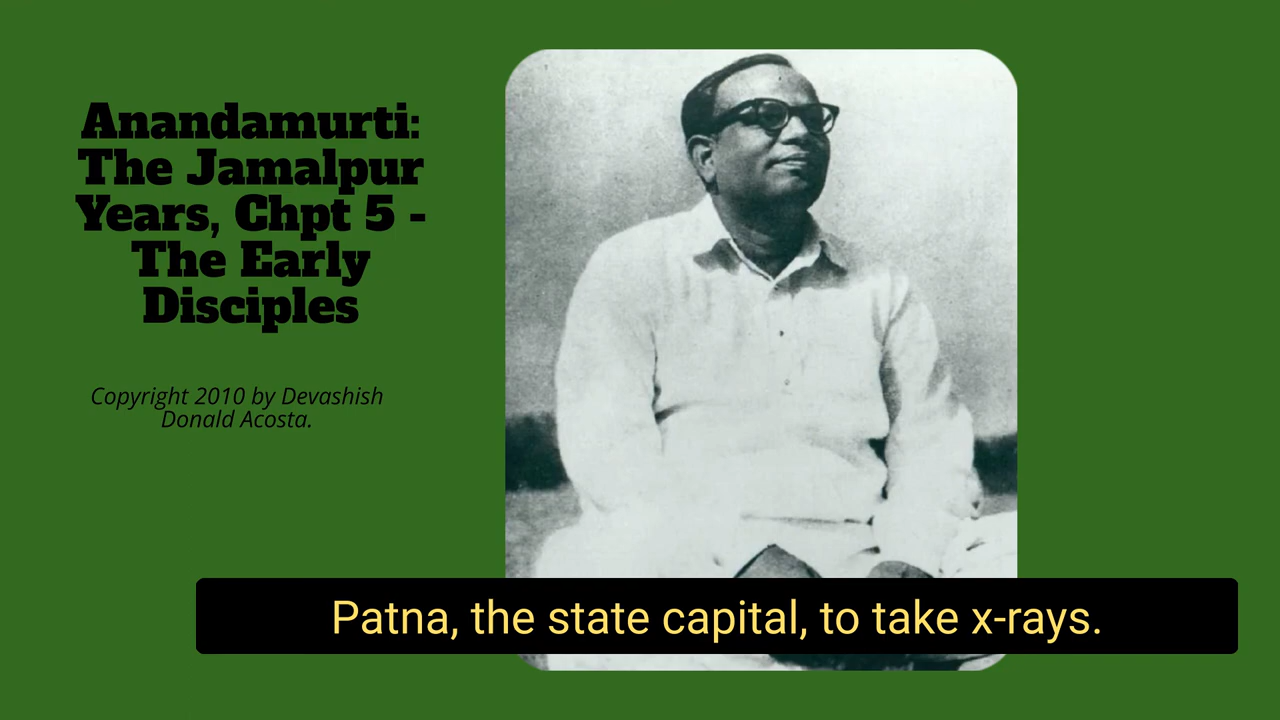 Anandamurti:
The Jamalpur
Years, Chpt 5 -
The Early
Disciples
Copyright 2010 by Devashish
Donald Acosta.
Patna, the state capital, to take x-rays.